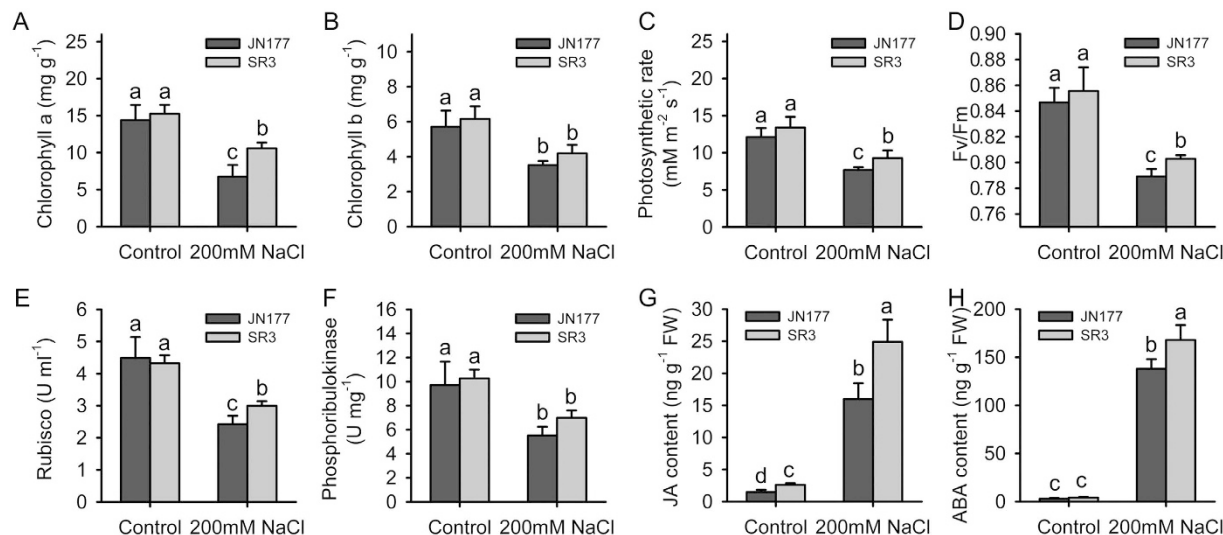 A
Chlorophyll a (mg g⁻¹)
25
20
15
10
5
0
JN177
SR3
a a
c b
Control 200mM NaCl
B
Chlorophyll b (mg g⁻¹)
10
8
6
4
2
0
JN177
SR3
a a
b b
Control 200mM NaCl
C
Photosynthetic rate
(mM m⁻² s⁻¹)
25
20
15
10
5
0
JN177
SR3
a a
c b
Control 200mM NaCl
D
Fv/Fm
0.90
0.88
0.86
0.84
0.82
0.80
0.78
0.76
JN177
SR3
a a
c b
Control 200mM NaCl
E
Rubisco (U ml⁻¹)
6
5
4
3
2
1
0
JN177
SR3
a a
c b
Control 200mM NaCl
F
Phosphoribulokinase
(U mg⁻¹)
16
14
12
10
8
6
4
2
0
JN177
SR3
a a
b b
Control 200mM NaCl
G
JA content (ng g⁻¹ FW)
30
25
20
15
10
5
0
JN177
SR3
d c
b a
Control 200mM NaCl
H
ABA content (ng g⁻¹ FW)
200
150
100
50
0
JN177
SR3
c c
b a
Control 200mM NaCl